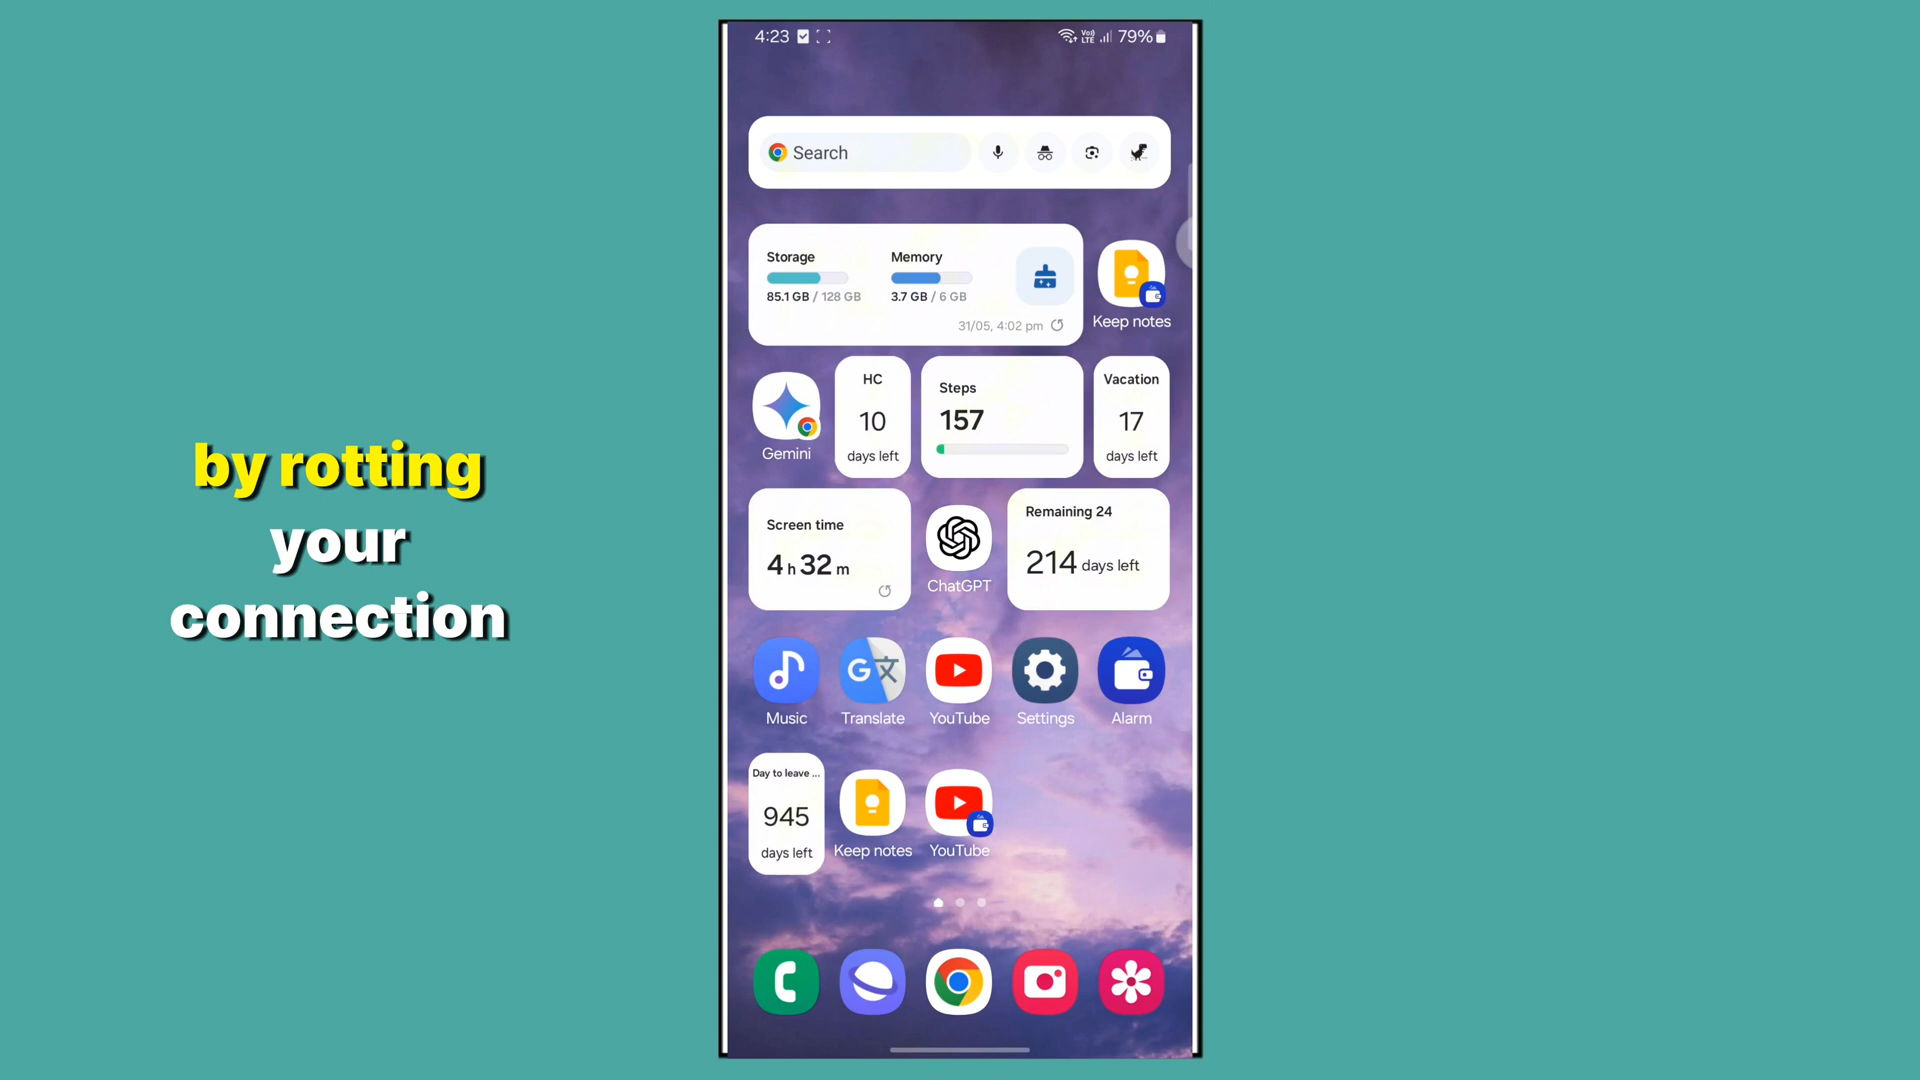 by rotting
your
connection
4:23
Vo)) LTE 79%
Search
Storage
85.1 GB / 128 GB
Memory
3.7 GB / 6 GB
31/05, 4:02 pm
Keep notes
Gemini
HC
10
days left
Steps
157
Vacation
17
days left
Screen time
4 h 32 m
ChatGPT
Remaining 24
214 days left
Music
Translate
YouTube
Settings
Alarm
Day to leave ...
945
days left
Keep notes
YouTube